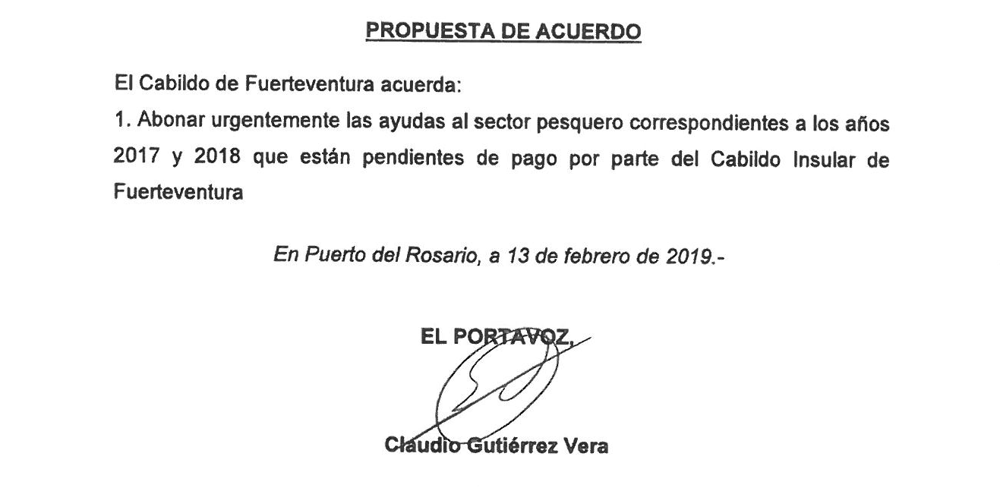 PROPUESTA DE ACUERDO
El Cabildo de Fuerteventura acuerda:
1. Abonar urgentemente las ayudas al sector pesquero correspondientes a los años
2017 y 2018 que están pendientes de pago por parte del Cabildo Insular de
Fuerteventura
En Puerto del Rosario, a 13 de febrero de 2019.-
EL PORTAVOZ,
Claudio Gutiérrez Vera